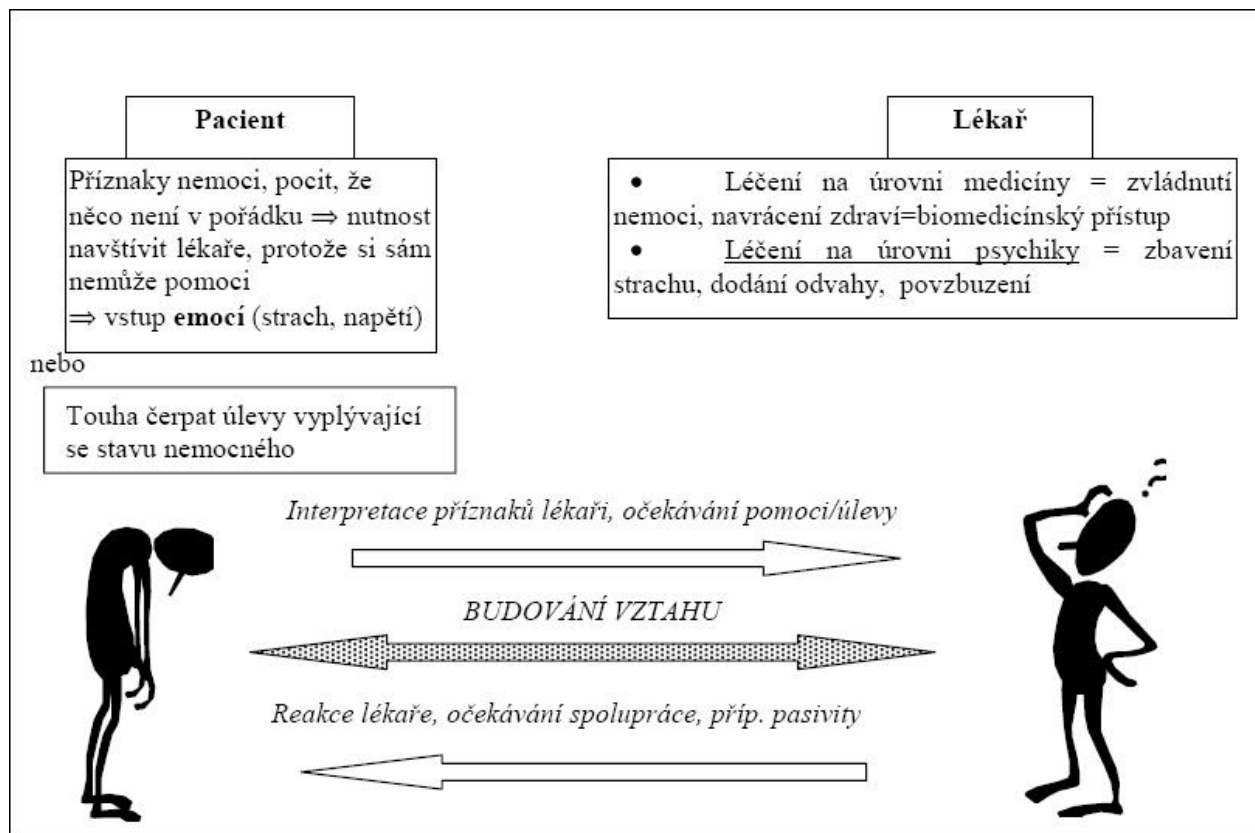 Pacient
Příznaky nemoci, pocit, že
něco není v pořádku ⇒ nutnost
navštívit lékaře, protože si sám
nemůže pomoci
⇒ vstup emocí (strach, napětí)
nebo
Touha čerpat úlevy vyplývající
se stavu nemocného
Lékař
• Léčení na úrovni medicíny = zvládnutí
nemoci, navrácení zdraví=biomedicínský přístup
• Léčení na úrovni psychiky = zbavení
strachu, dodání odvahy, povzbuzení
Interpretace příznaků lékaři, očekávání pomoci/úlevy
BUDOVÁNÍ VZTAHU
Reakce lékaře, očekávání spolupráce, příp. pasivity